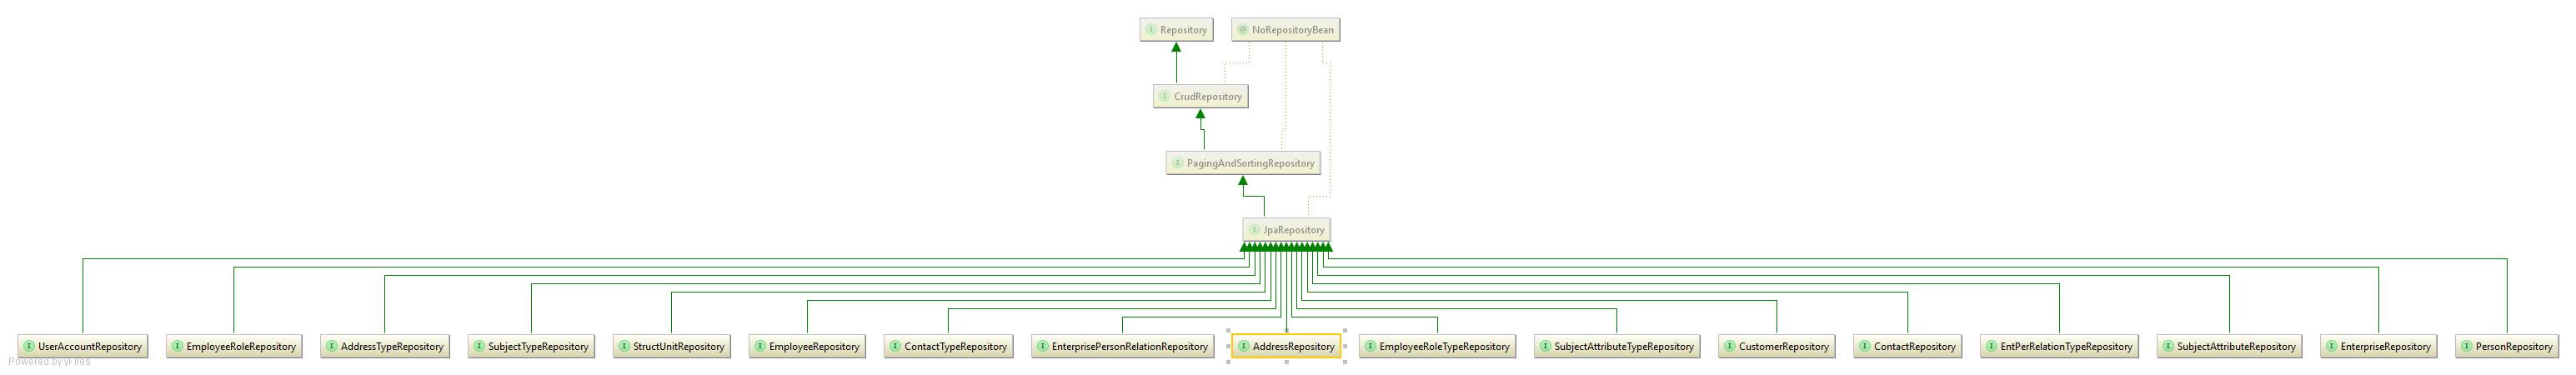 Repository
NoRepositoryBean
CrudRepository
PagingAndSortingRepository
JpaRepository
UserAccountRepository
EmployeeRoleRepository
AddressTypeRepository
SubjectTypeRepository
StructUnitRepository
EmployeeRepository
ContactTypeRepository
EnterprisePersonRelationRepository
AddressRepository
EmployeeRoleTypeRepository
SubjectAttributeTypeRepository
CustomerRepository
ContactRepository
EntPerRelationTypeRepository
SubjectAttributeRepository
EnterpriseRepository
PersonRepository
Powered by yFiles